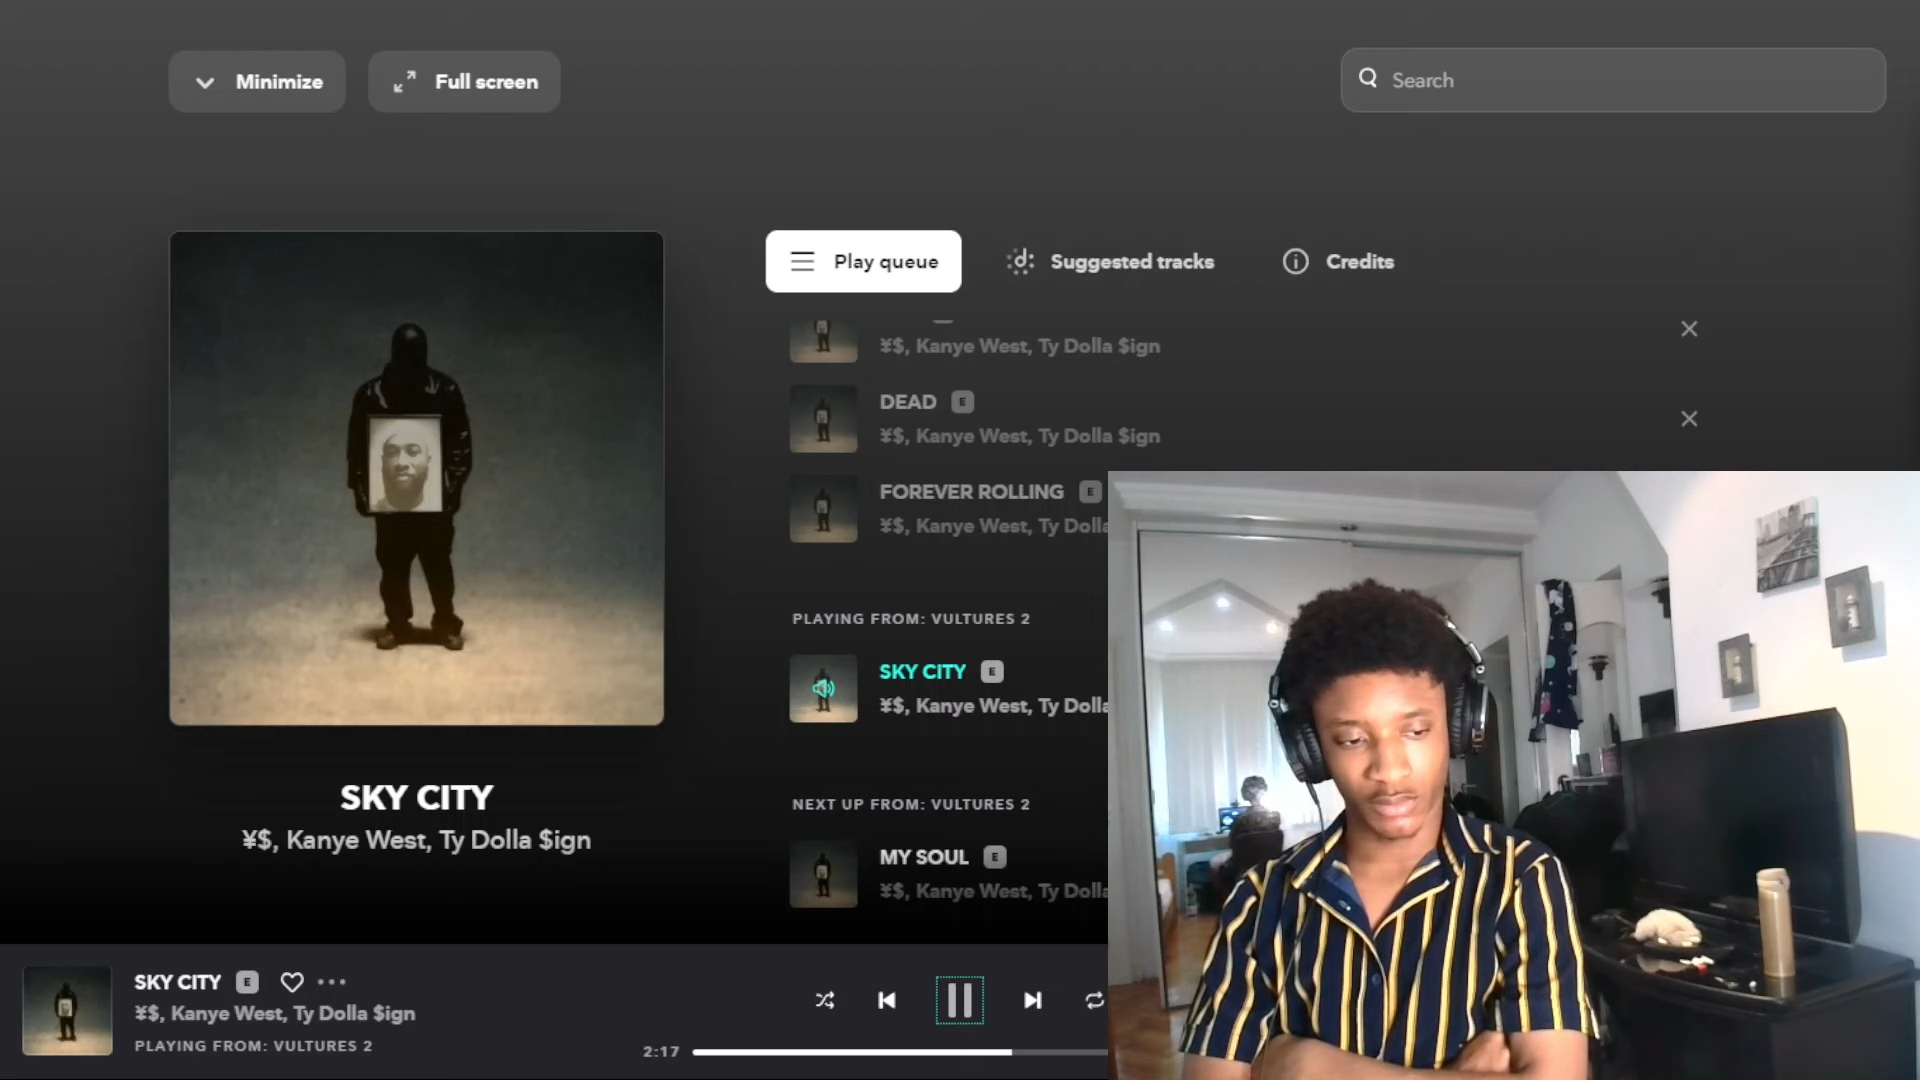 Minimize
Full screen
Search
Play queue
Suggested tracks
Credits
¥$, Kanye West, Ty Dolla $ign
DEAD E
¥$, Kanye West, Ty Dolla $ign
FOREVER ROLLING E
¥$, Kanye West, Ty Dolla
PLAYING FROM: VULTURES 2
SKY CITY E
¥$, Kanye West, Ty Dolla
NEXT UP FROM: VULTURES 2
MY SOUL E
¥$, Kanye West, Ty Dolla
SKY CITY
¥$, Kanye West, Ty Dolla $ign
SKY CITY E
¥$, Kanye West, Ty Dolla $ign
PLAYING FROM: VULTURES 2
2:17